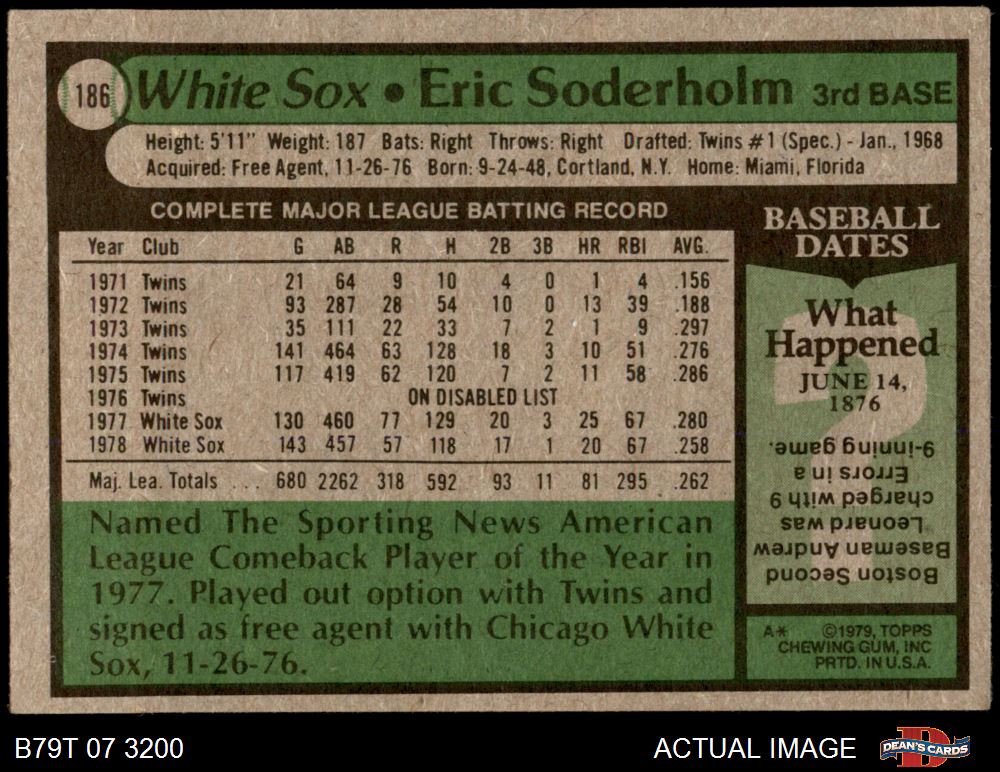 186 White Sox • Eric Soderholm 3rd BASE
Height: 5'11" Weight: 187 Bats: Right Throws: Right Drafted: Twins #1 (Spec.) - Jan., 1968
Acquired: Free Agent, 11-26-76 Born: 9-24-48, Cortland, N.Y. Home: Miami, Florida
COMPLETE MAJOR LEAGUE BATTING RECORD
Year Club G AB R H 2B 3B HR RBI AVG.
1971 Twins 21 64 9 10 4 0 1 4 .156
1972 Twins 93 287 28 54 10 0 13 39 .188
1973 Twins 35 111 22 33 7 2 1 9 .297
1974 Twins 141 464 63 128 18 3 10 51 .276
1975 Twins 117 419 62 120 7 2 11 58 .286
1976 Twins ON DISABLED LIST
1977 White Sox 130 460 77 129 20 3 25 67 .280
1978 White Sox 143 457 57 118 17 1 20 67 .258
Maj. Lea. Totals ... 680 2262 318 592 93 11 81 295 .262
Named The Sporting News American
League Comeback Player of the Year in
1977. Played out option with Twins and
signed as free agent with Chicago White
Sox, 11-26-76.
BASEBALL
DATES
What
Happened
JUNE 14,
1876
Boston Second
Baseman Andrew
Leonard was
charged with 9
Errors in a
9-inning game.
A* ©1979, TOPPS
CHEWING GUM, INC
PRTD. IN U.S.A.
B79T 07 3200
ACTUAL IMAGE
D
DEAN'S CARDS